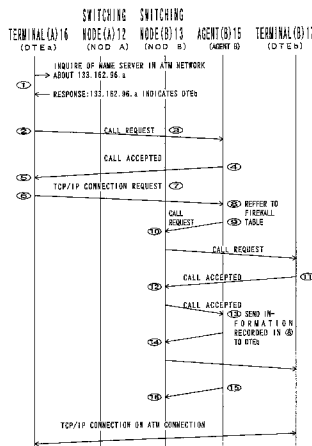 SWITCHING SWITCHING
TERMINAL(A)16 NODE(A)12 NODE(B)13 AGENT(B)15 TERMINAL(B)17
(DTEa) (NOD A) (NOD B) (AGENT B) (DTEb)
INQUIRE OF NAME SERVER IN ATM NETWORK
ABOUT 133.162.96.a
①
RESPONSE:133.162.96.a INDICATES DTEb
② CALL REQUEST ③
CALL ACCEPTED ④
⑤
TCP/IP CONNECTION REQUEST ⑦
⑥ ⑧ REFFER TO
FIREWALL
CALL ⑨ TABLE
REQUEST
⑩
CALL REQUEST
CALL ACCEPTED ⑪
⑫
CALL ACCEPTED
⑬ SEND IN-
FORMATION
RECORDED IN
⑭ TO DTEb
⑮
⑯
TCP/IP CONNECTION ON ATM CONNECTION